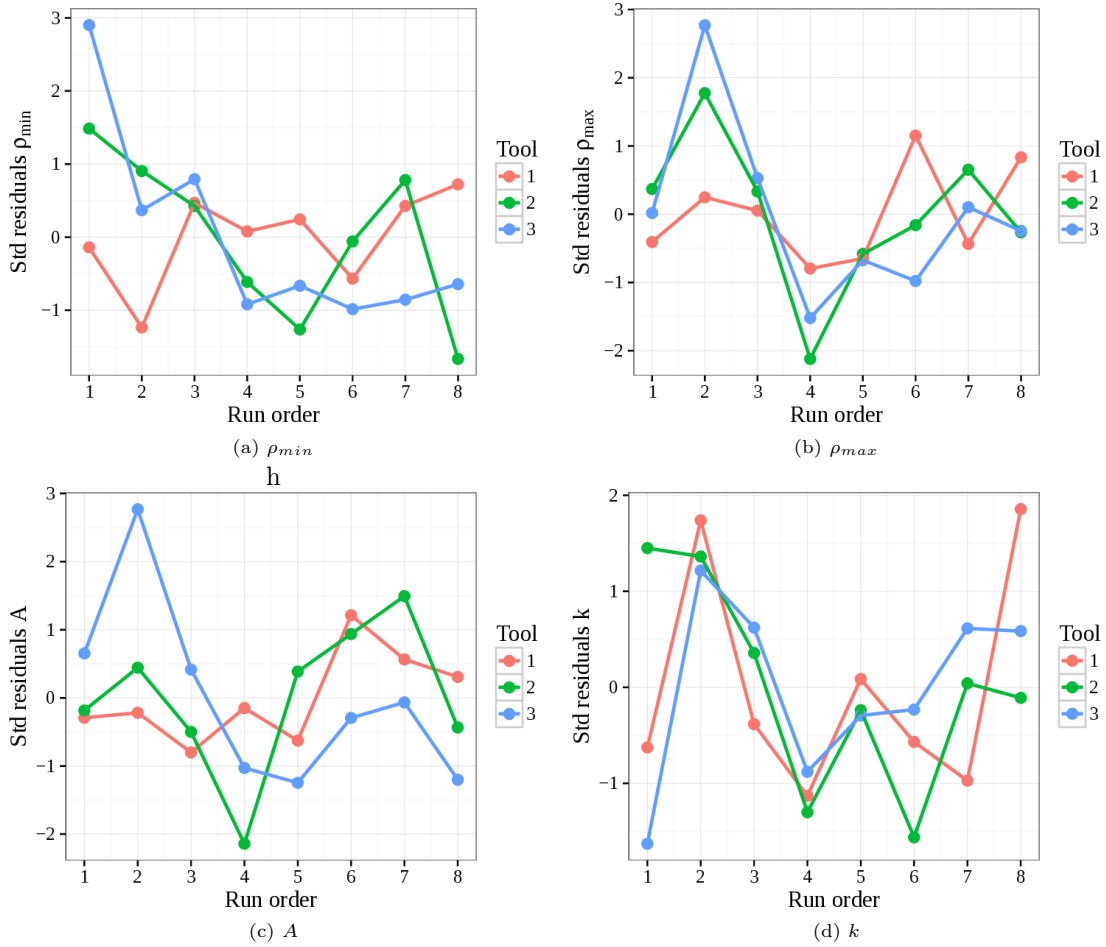 3
2
1
0
−1
Std residuals ρmin
1 2 3 4 5 6 7 8
Run order
Tool
1
2
3
(a) ρmin
3
2
1
0
−1
−2
Std residuals ρmax
1 2 3 4 5 6 7 8
Run order
Tool
1
2
3
(b) ρmax
h
3
2
1
0
−1
−2
Std residuals A
1 2 3 4 5 6 7 8
Run order
Tool
1
2
3
(c) A
2
1
0
−1
Std residuals k
1 2 3 4 5 6 7 8
Run order
Tool
1
2
3
(d) k